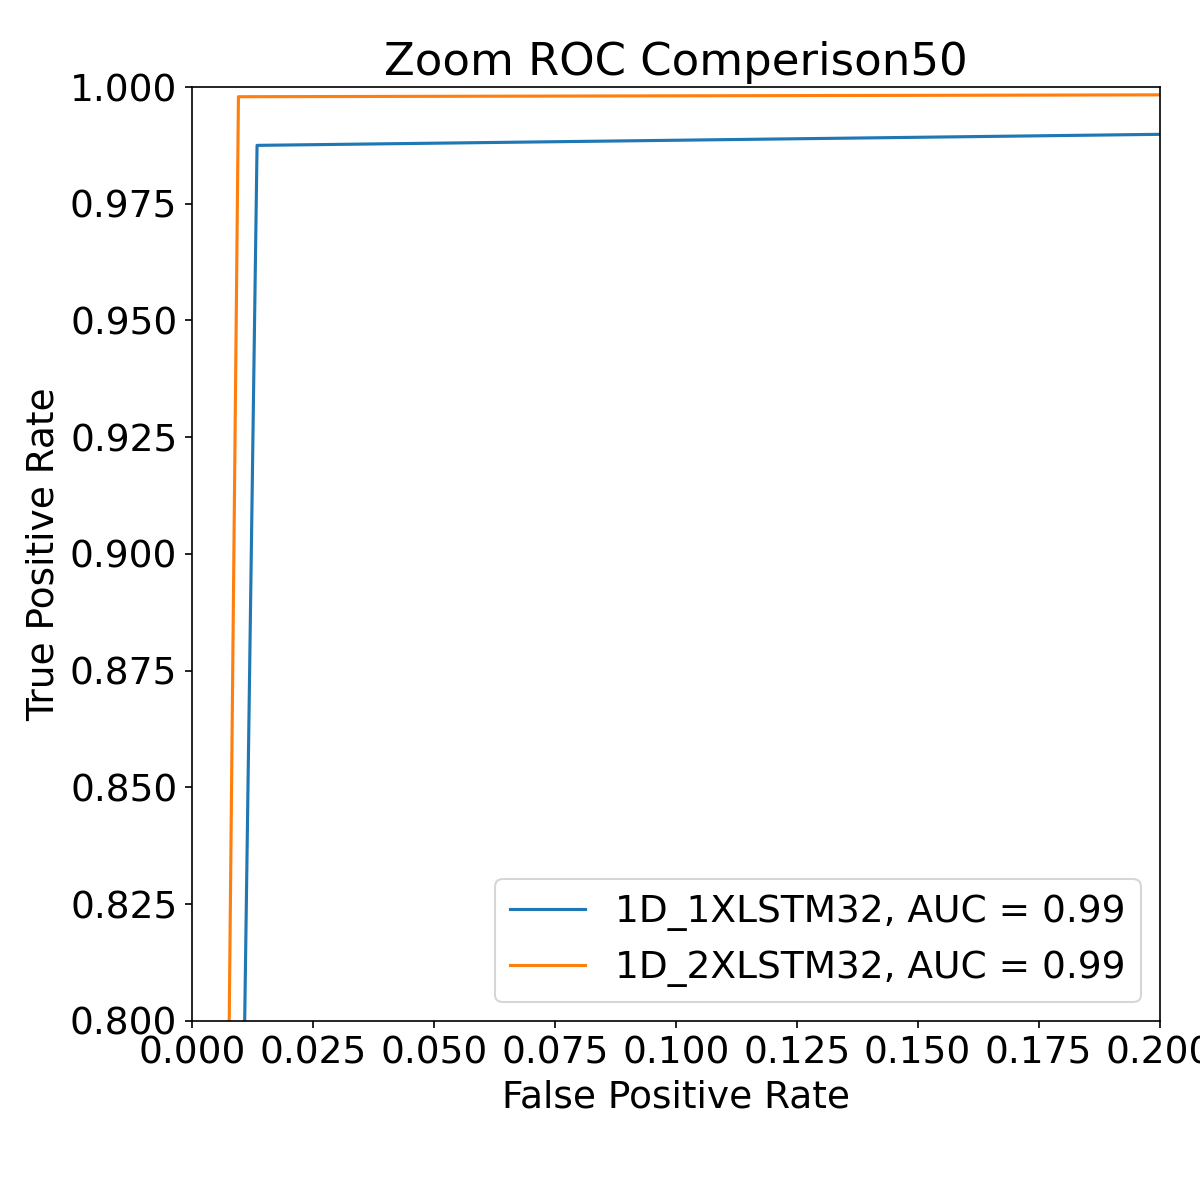 Zoom ROC Comperison50
1.000
0.975
0.950
0.925
0.900
0.875
0.850
0.825
0.800
True Positive Rate
1D_1XLSTM32, AUC = 0.99
1D_2XLSTM32, AUC = 0.99
0.000 0.025 0.050 0.075 0.100 0.125 0.150 0.175 0.200
False Positive Rate